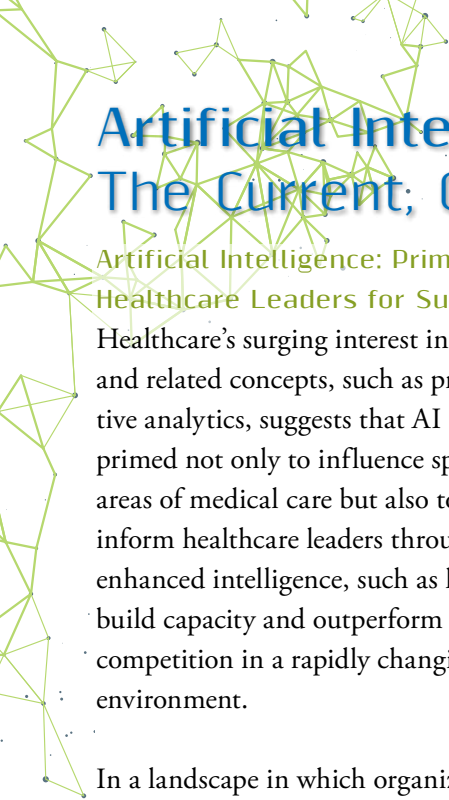 Artificial Inte
The Current,
Artificial Intelligence: Prim
Healthcare Leaders for Su
Healthcare’s surging interest in
and related concepts, such as pr
tive analytics, suggests that AI
primed not only to influence sp
areas of medical care but also to
inform healthcare leaders throu
enhanced intelligence, such as
build capacity and outperform
competition in a rapidly changi
environment.
In a landscape in which organiz